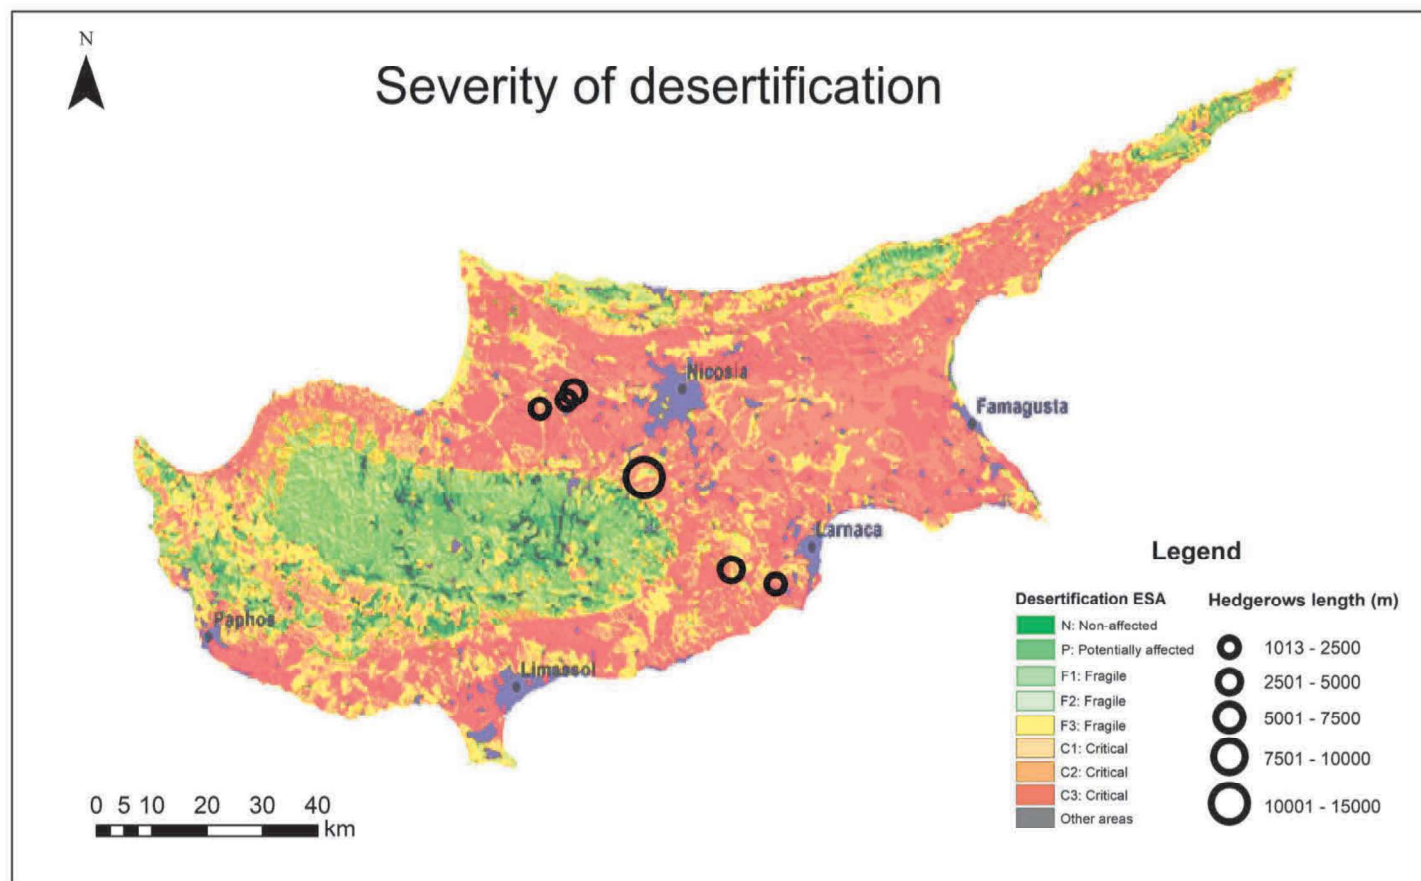 N
Severity of desertification
Nicosia
Famagusta
Larnaca
Paphos
Limassol
Legend
Desertification ESA
N: Non-affected
P: Potentially affected
F1: Fragile
F2: Fragile
F3: Fragile
C1: Critical
C2: Critical
C3: Critical
Other areas
Hedgerows length (m)
1013 - 2500
2501 - 5000
5001 - 7500
7501 - 10000
10001 - 15000
0 5 10 20 30 40
km